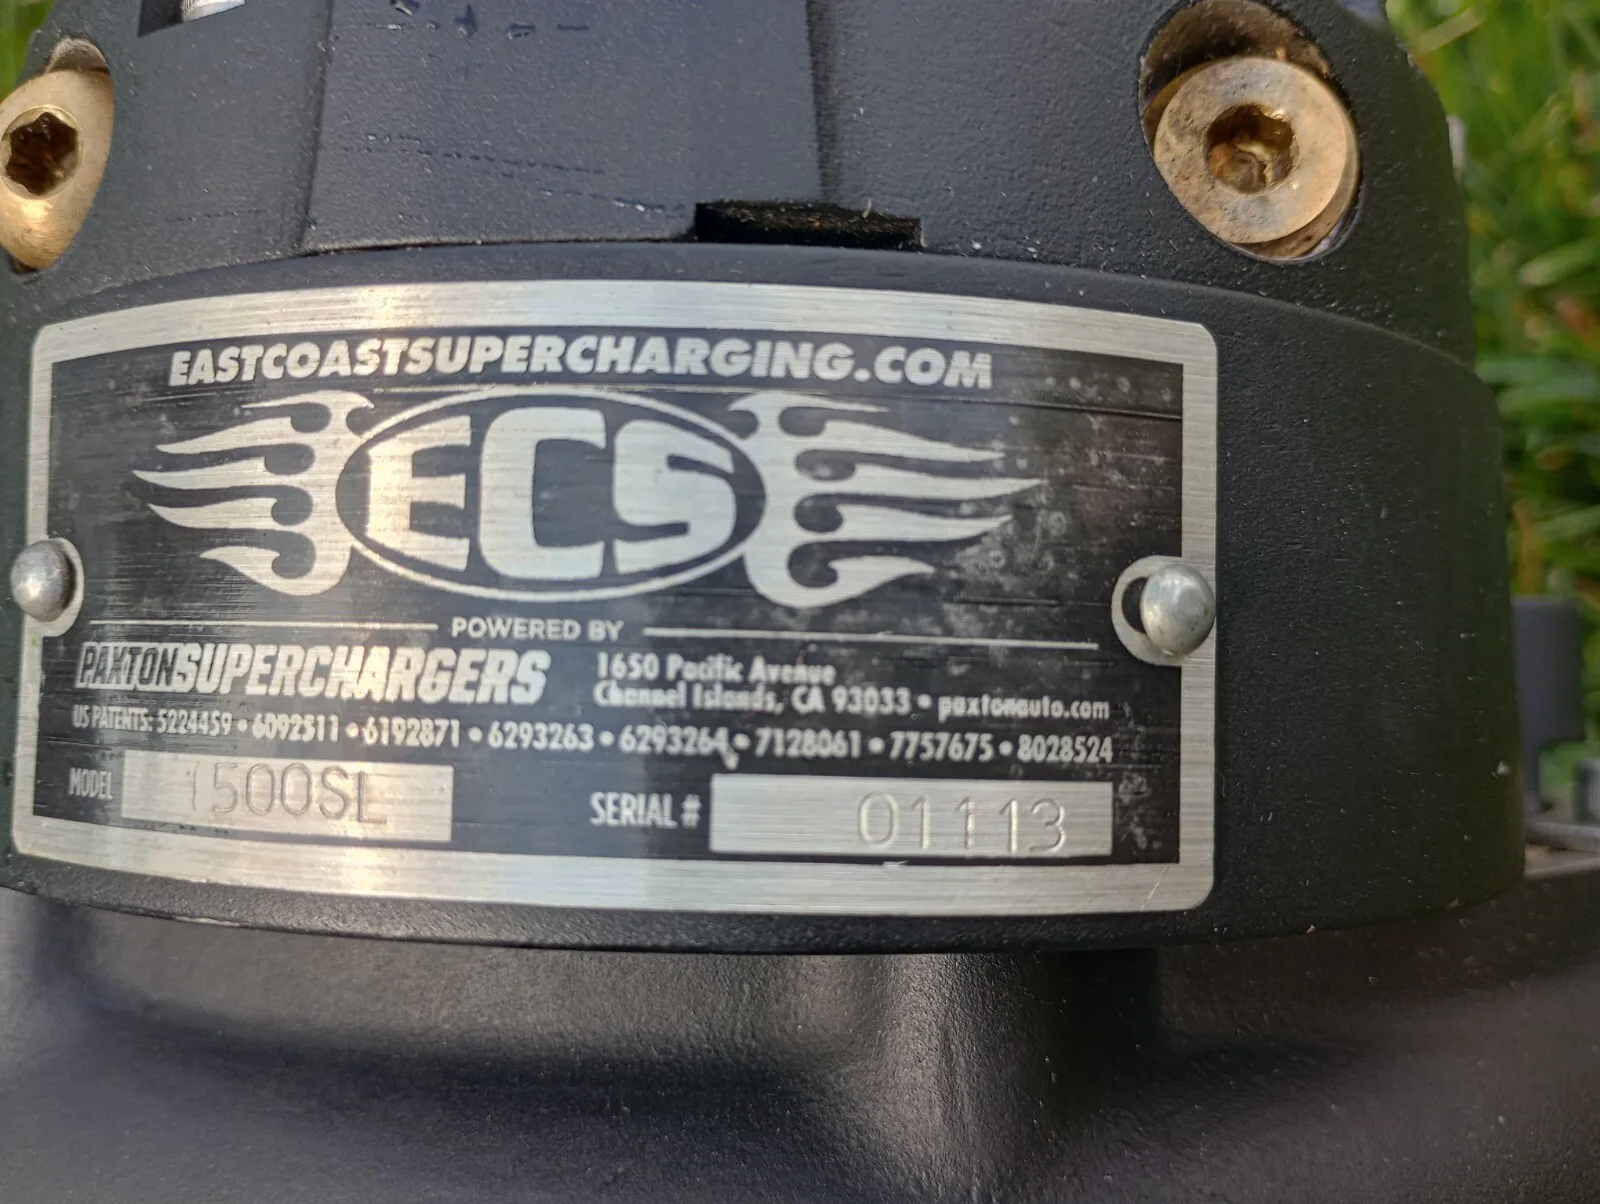 EASTCOASTSUPERCHARGING.COM
ECS
POWERED BY
PAXTONSUPERCHARGERS
1650 Pacific Avenue
Channel Islands, CA 93033 • paxtonauto.com
US PATENTS: 5224459 • 6092511 • 6192871 • 6293263 • 6293264 • 7128061 • 7757675 • 8028524
MODEL 1500SL SERIAL # 01113